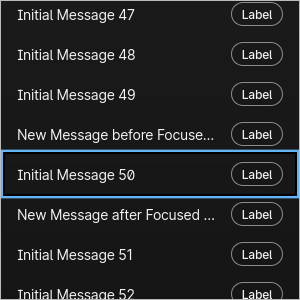 Initial Message 47 Label
Initial Message 48 Label
Initial Message 49 Label
New Message before Focuse... Label
Initial Message 50 Label
New Message after Focused ... Label
Initial Message 51 Label
Initial Message 52 Label